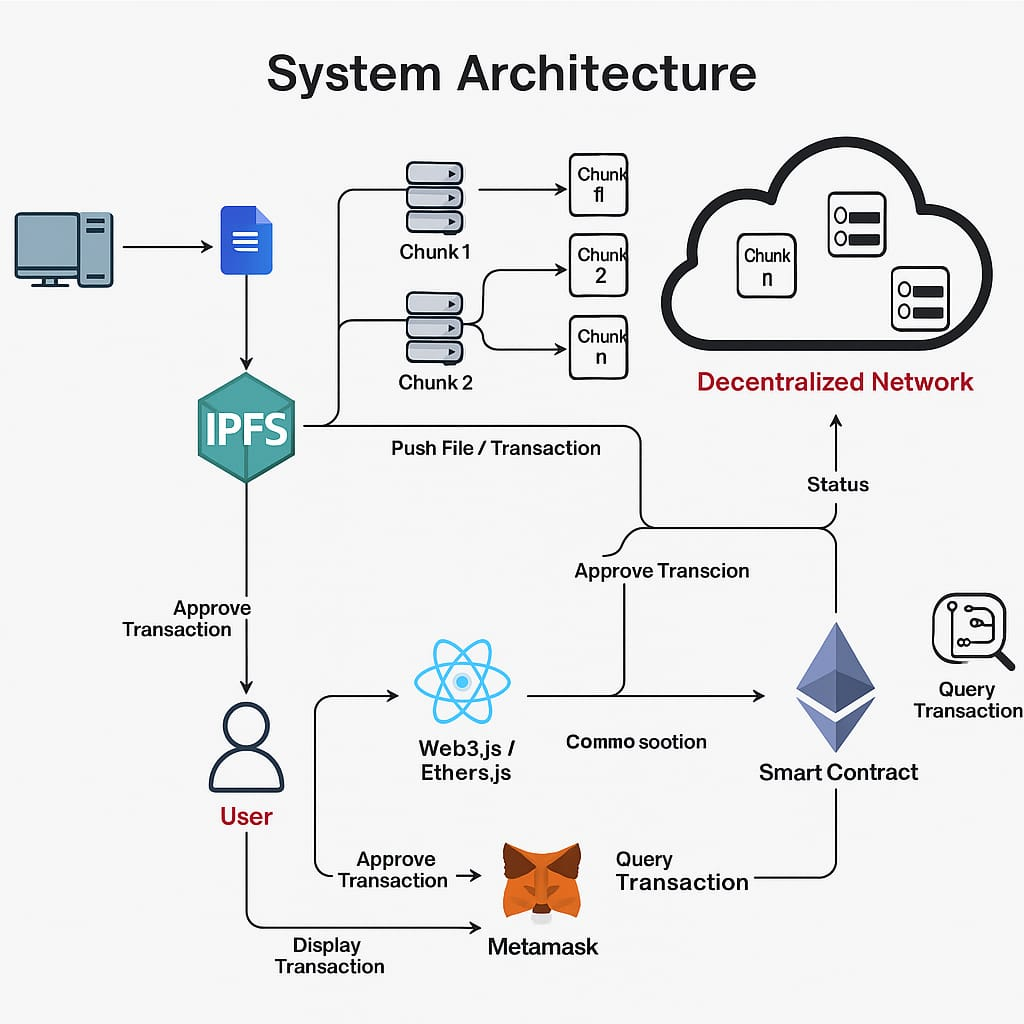 System Architecture
Chunk 1
Chunk
fl
Chunk
2
Chunk 2
Chunk
n
Chunk
n
Decentralized Network
IPFS
Push File / Transaction
Status
Approve Transcion
Approve
Transaction
Query
Transaction
Web3,js /
Ethers,js
Commo sootion
Smart Contract
User
Approve
Transaction
Query
Transaction
Metamask
Display
Transaction